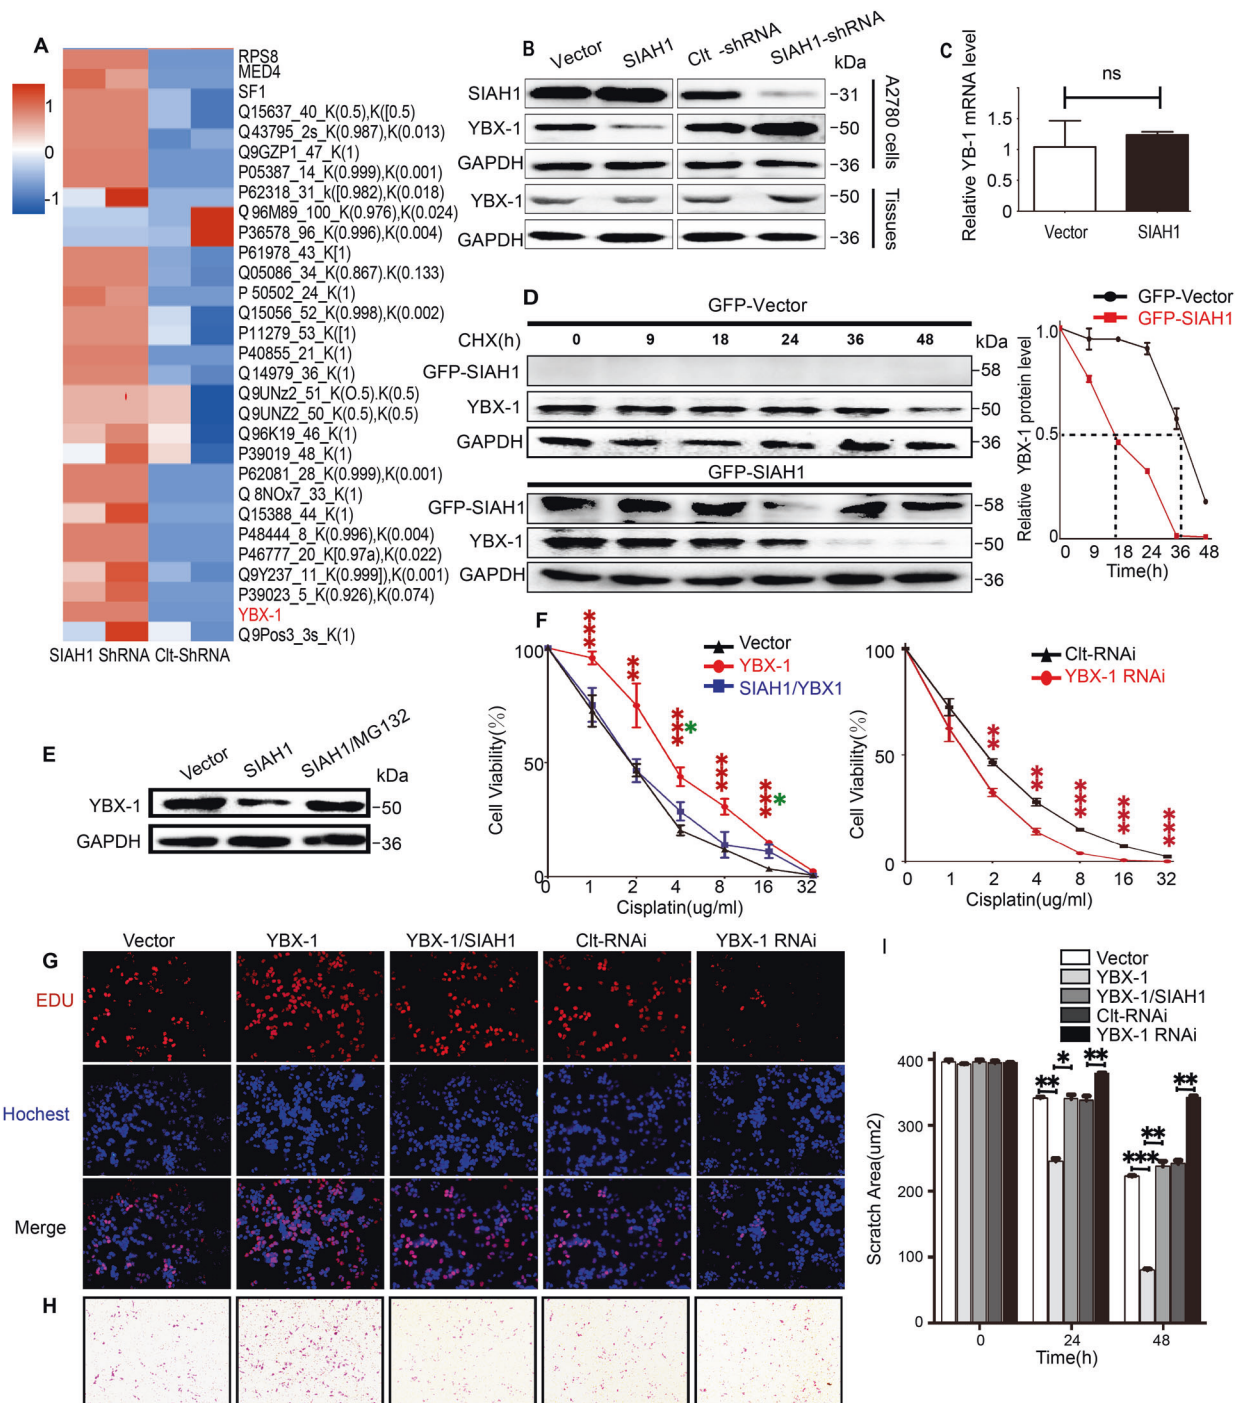 A
RPS8
MED4
SF1
Q15637_40_K(0.5),K([0.5)
Q43795_2s_K(0.987),K(0.013)
Q9GZP1_47_K(1)
P05387_14_K(0.999),K(0.001)
P62318_31_k([0.982),K(0.018)
Q96M89_100_K(0.976),K(0.024)
P36578_96_K(0.996),K(0.004)
P61978_43_K[1)
Q05086_34_K(0.867).K(0.133)
P50502_24_K(1)
Q15056_52_K(0.998),K(0.002)
P11279_53_K([1)
P40855_21_K(1)
Q14979_36_K(1)
Q9UNz2_51_K(O.5).K(0.5)
Q9UNZ2_50_K(0.5),K(0.5)
Q96K19_46_K(1)
P39019_48_K(1)
P62081_28_K(0.999),K(0.001)
Q8NOx7_33_K(1)
Q15388_44_K(1)
P48444_8_K(0.996),K(0.004)
P46777_20_K[0.97a),K(0.022)
Q9Y237_11_K(0.999]),K(0.001)
P39023_5_K(0.926),K(0.074)
YBX-1
Q9Pos3_3s_K(1)
1
0
-1
SIAH1 ShRNA Clt-ShRNA
B
Vector SIAH1 Clt -shRNA SIAH1-shRNA
kDa
SIAH1 -31
YBX-1 -50
GAPDH -36
YBX-1 -50
GAPDH -36
A2780 cells
Tissues
C
ns
Relative YB-1 mRNA level
1.5
1
0.5
0
Vector SIAH1
D
GFP-Vector
CHX(h) 0 9 18 24 36 48 kDa
GFP-SIAH1 -58
YBX-1 -50
GAPDH -36
GFP-SIAH1
GFP-SIAH1 -58
YBX-1 -50
GAPDH -36
GFP-Vector
GFP-SIAH1
Relative YBX-1 protein level
1.0
0.5
0
0 9 18 24 36 48
Time(h)
E
Vector SIAH1 SIAH1/MG132
kDa
YBX-1 -50
GAPDH -36
F
Vector
YBX-1
SIAH1/YBX1
*** ** *** * *** *** *
Cell Viability(%)
100
50
0
0 1 2 4 8 16 32
Cisplatin(ug/ml)
Clt-RNAi
YBX-1 RNAi
** ** *** *** ***
Cell Viability(%)
100
50
0
0 1 2 4 8 16 32
Cisplatin(ug/ml)
G
Vector YBX-1 YBX-1/SIAH1 Clt-RNAi YBX-1 RNAi
EDU
Hochest
Merge
H
I
Vector
YBX-1
YBX-1/SIAH1
Clt-RNAi
YBX-1 RNAi
** * ** *** ** **
Scratch Area(um2)
400
300
200
100
0
0 24 48
Time(h)